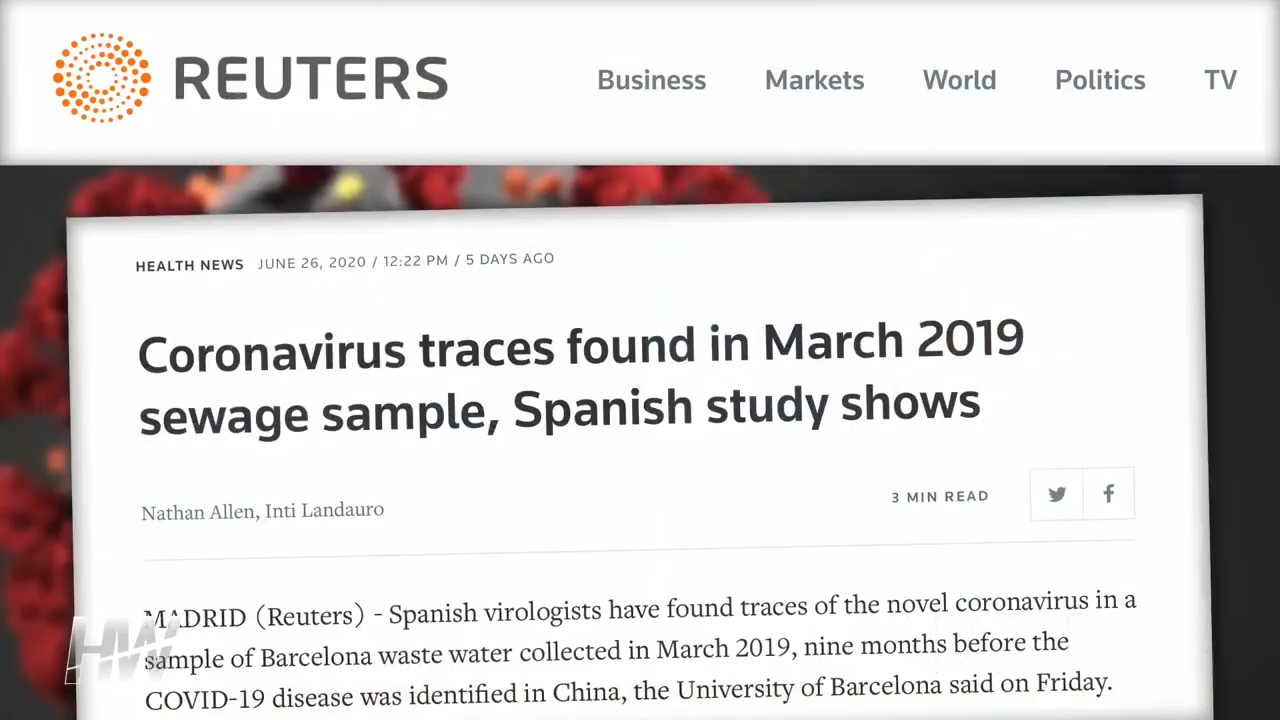 REUTERS
Business Markets World Politics TV
HEALTH NEWS JUNE 26, 2020 / 12:22 PM / 5 DAYS AGO
Coronavirus traces found in March 2019
sewage sample, Spanish study shows
Nathan Allen, Inti Landauro
3 MIN READ
MADRID (Reuters) - Spanish virologists have found traces of the novel coronavirus in a
sample of Barcelona waste water collected in March 2019, nine months before the
COVID-19 disease was identified in China, the University of Barcelona said on Friday.
HW